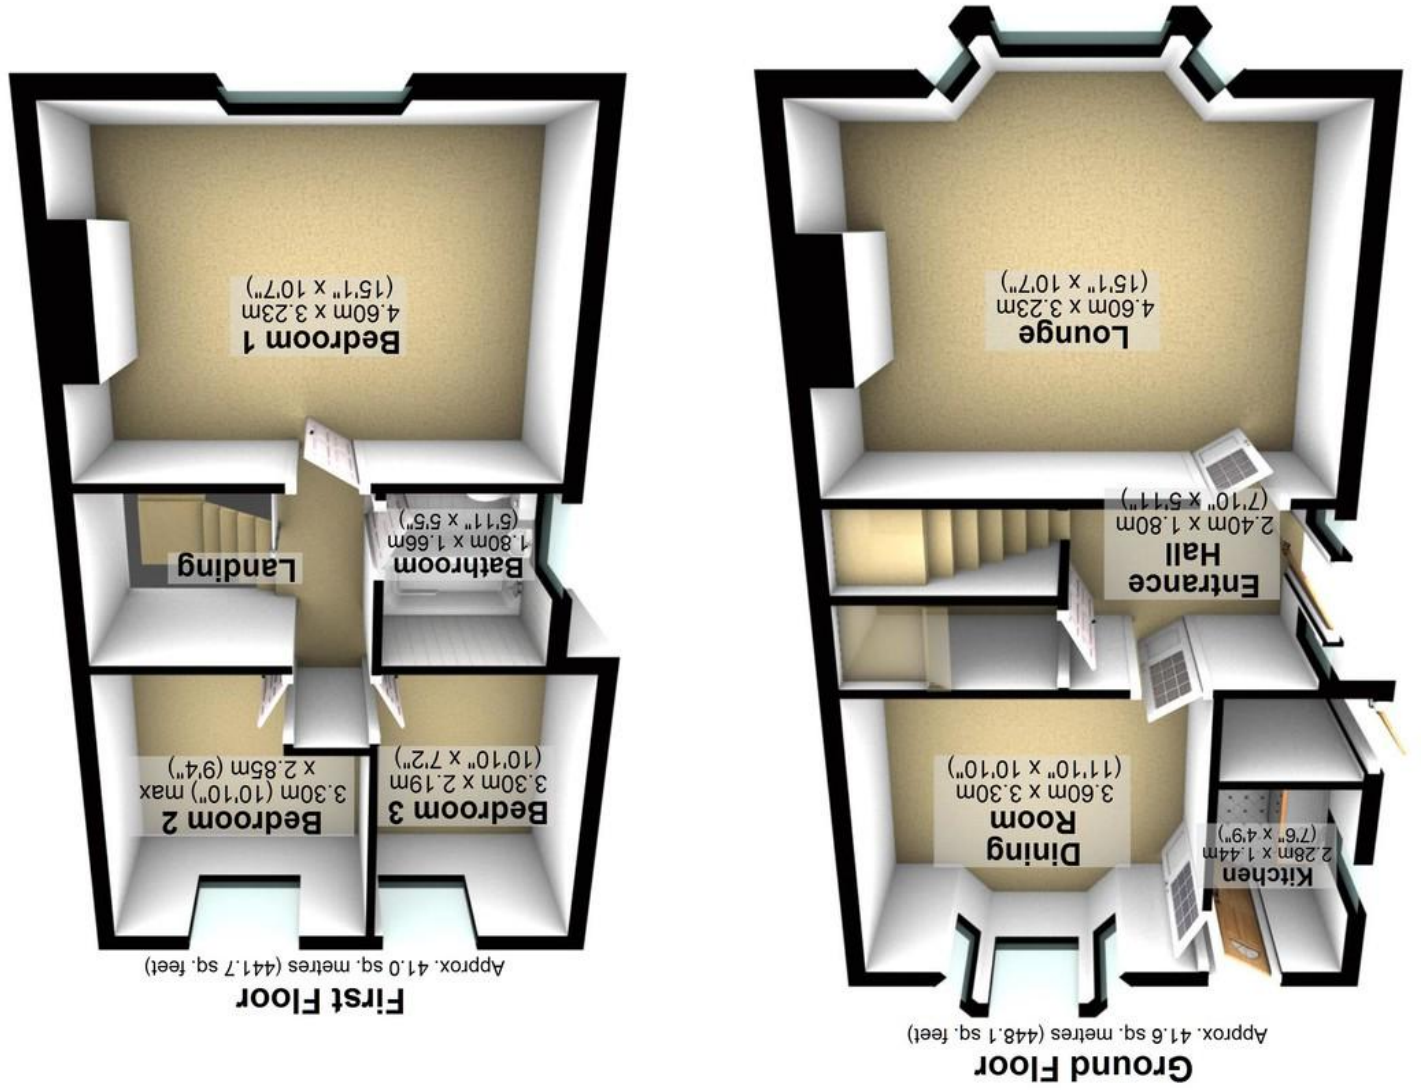 Ground Floor
Approx. 41.6 sq. metres (448.1 sq. feet)
Kitchen
2.28m x 1.44m
(7'6" x 4'9")
Dining
Room
3.60m x 3.30m
(11'10" x 10'10")
Entrance
Hall
2.40m x 1.80m
(7'10" x 5'11")
Lounge
4.60m x 3.23m
(15'1" x 10'7")
First Floor
Approx. 41.0 sq. metres (441.7 sq. feet)
Bedroom 3
3.30m x 2.19m
(10'10" x 7'2")
Bedroom 2
3.30m (10'10") max
x 2.85m (9'4")
Bathroom
1.80m x 1.66m
(5'11" x 5'5")
Landing
Bedroom 1
4.60m x 3.23m
(15'1" x 10'7")